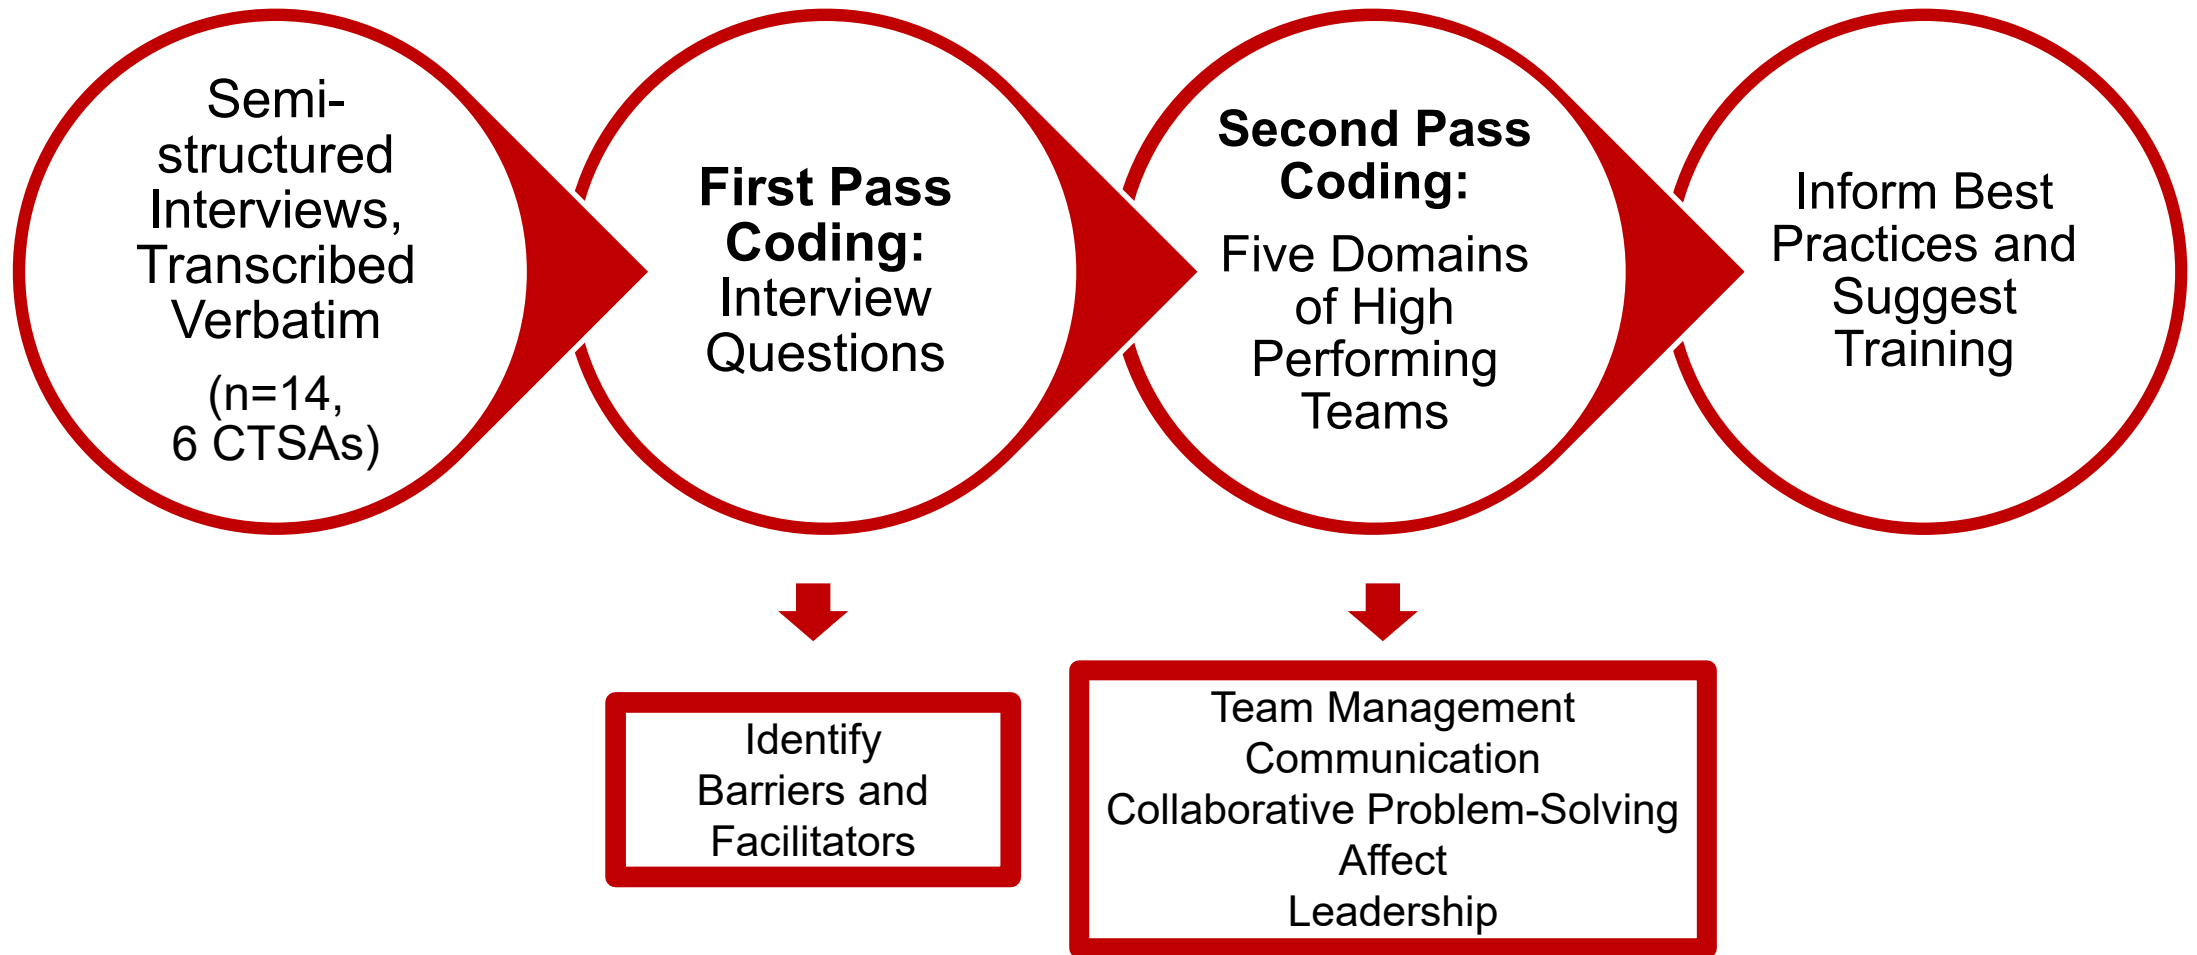 Semi-
structured
Interviews,
Transcribed
Verbatim
(n=14,
6 CTSAs)
First Pass
Coding:
Interview
Questions
Second Pass
Coding:
Five Domains
of High
Performing
Teams
Inform Best
Practices and
Suggest
Training
Identify
Barriers and
Facilitators
Team Management
Communication
Collaborative Problem-Solving
Affect
Leadership